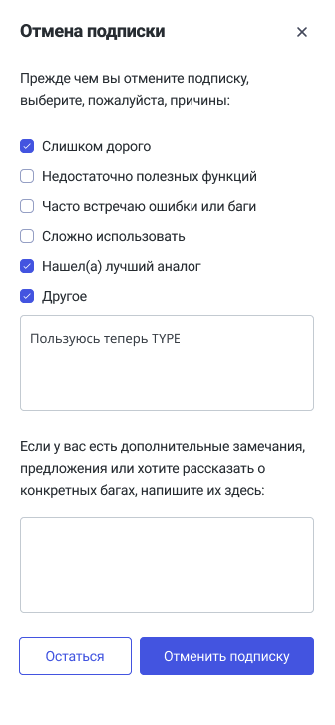 Отмена подписки
Прежде чем вы отмените подписку,
выберите, пожалуйста, причины:
Слишком дорого
Недостаточно полезных функций
Часто встречаю ошибки или баги
Сложно использовать
Нашел(а) лучший аналог
Другое
Пользуюсь теперь TYPE
Если у вас есть дополнительные замечания,
предложения или хотите рассказать о
конкретных багах, напишите их здесь:
Остаться
Отменить подписку